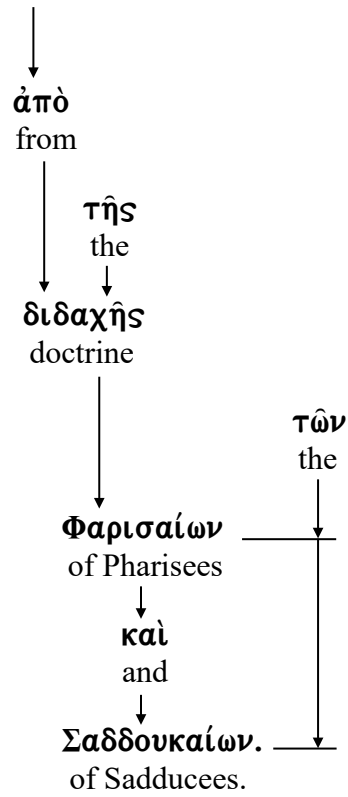 ἀπὸ
from
τῆς
the
διδαχῆς
doctrine
τῶν
the
Φαρισαίων
of Pharisees
καὶ
and
Σαδδουκαίων.
of Sadducees.